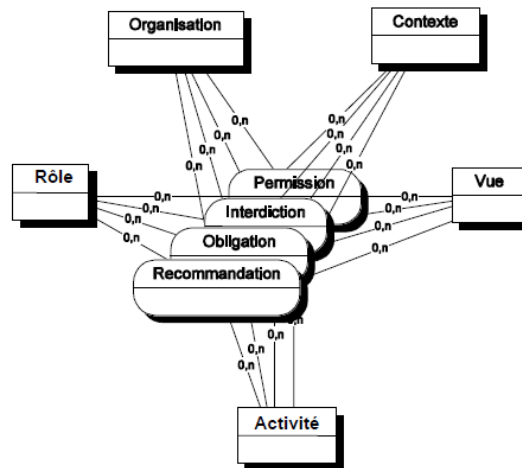 Organisation
Contexte
0,n 0,n 0,n 0,n
0,n 0,n 0,n 0,n
Rôle
Permission
Vue
0,n 0,n
Interdiction
0,n 0,n
Obligation
0,n 0,n
Recommandation
0,n 0,n
0,n 0,n 0,n 0,n
Activité